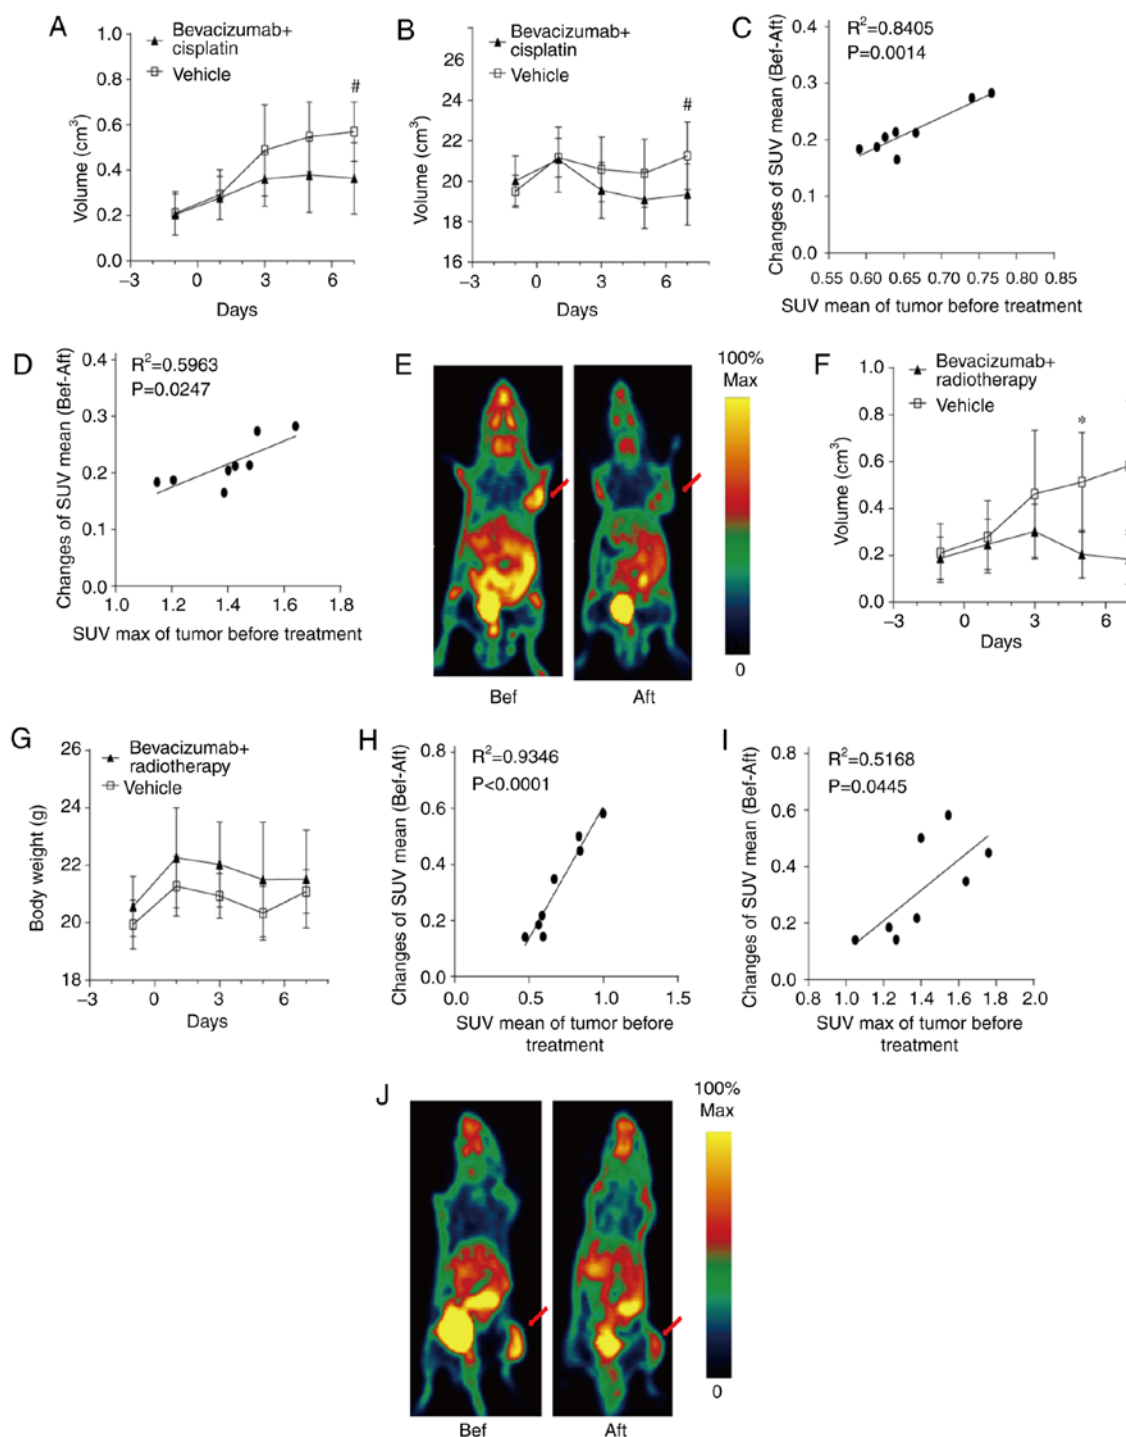 A
Bevacizumab+
cisplatin
Vehicle
#
1.0
0.8
0.6
0.4
0.2
0.0
Volume (cm³)
−3
0
3
6
Days
B
Bevacizumab+
cisplatin
Vehicle
#
26
24
22
20
18
16
Volume (cm³)
−3
0
3
6
Days
C
R²=0.8405
P=0.0014
0.4
0.3
0.2
0.1
0.0
Changes of SUV mean (Bef-Aft)
0.55
0.60
0.65
0.70
0.75
0.80
0.85
SUV mean of tumor before treatment
D
R²=0.5963
P=0.0247
0.4
0.3
0.2
0.1
0.0
Changes of SUV mean (Bef-Aft)
1.0
1.2
1.4
1.6
1.8
SUV max of tumor before treatment
E
100%
Max
0
Bef
Aft
F
Bevacizumab+
radiotherapy
Vehicle
*
1.0
0.8
0.6
0.4
0.2
0.0
Volume (cm³)
−3
0
3
6
Days
G
Bevacizumab+
radiotherapy
Vehicle
26
24
22
20
18
Body weight (g)
−3
0
3
6
Days
H
R²=0.9346
P<0.0001
0.8
0.6
0.4
0.2
0.0
Changes of SUV mean (Bef-Aft)
0.0
0.5
1.0
1.5
SUV mean of tumor before
treatment
I
R²=0.5168
P=0.0445
0.8
0.6
0.4
0.2
0.0
Changes of SUV mean (Bef-Aft)
0.8
1.0
1.2
1.4
1.6
1.8
2.0
SUV max of tumor before
treatment
J
100%
Max
0
Bef
Aft